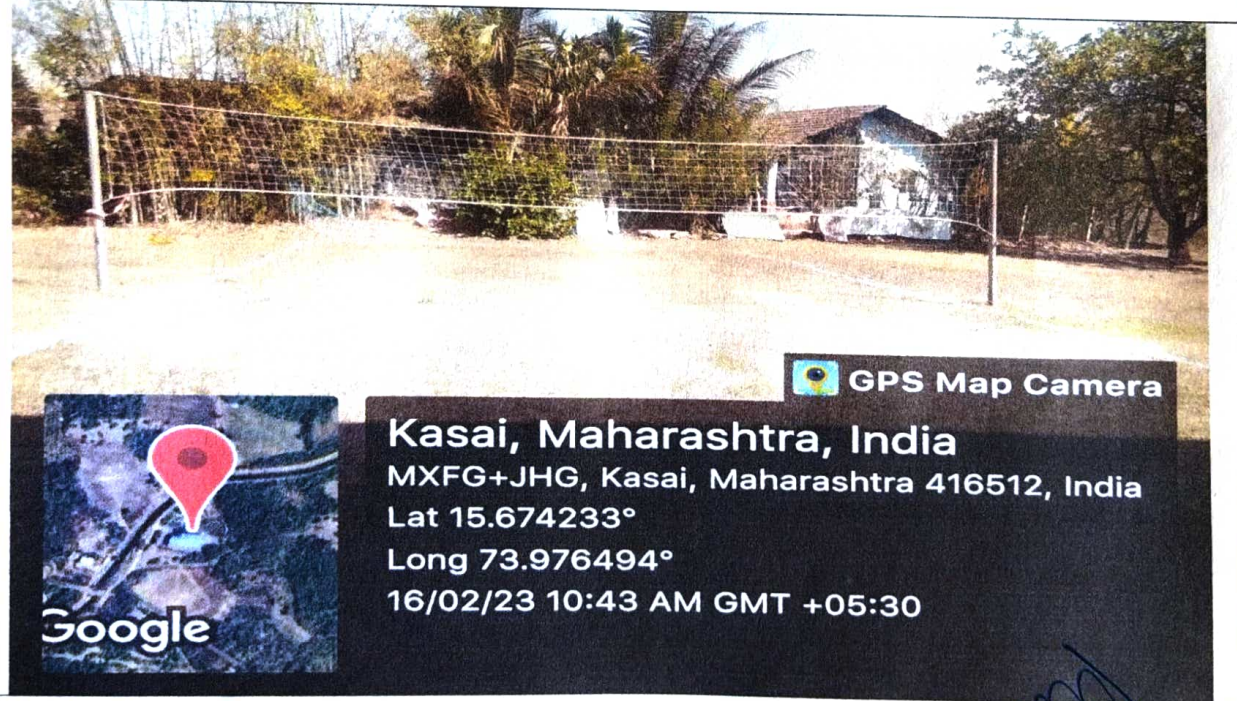 GPS Map Camera
Kasai, Maharashtra, India
MXFG+JHG, Kasai, Maharashtra 416512, India
Lat 15.674233°
Long 73.976494°
16/02/23 10:43 AM GMT +05:30
Google